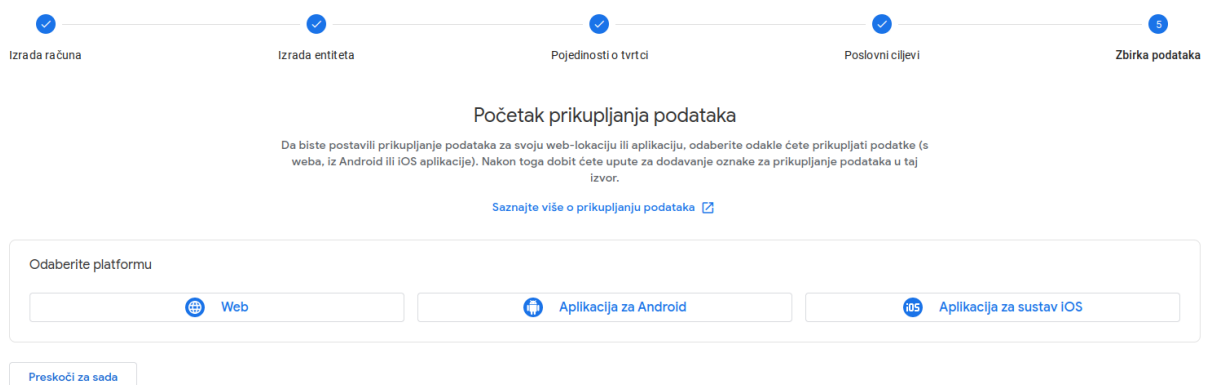 5
Izrada računa
Izrada entiteta
Pojedinosti o tvrtci
Poslovni ciljevi
Zbirka podataka
Početak prikupljanja podataka
Da biste postavili prikupljanje podataka za svoju web-lokaciju ili aplikaciju, odaberite odakle ćete prikupljati podatke (s
weba, iz Android ili iOS aplikacije). Nakon toga dobit ćete upute za dodavanje oznake za prikupljanje podataka u taj
izvor.
Saznajte više o prikupljanju podataka
Odaberite platformu
Web
Aplikacija za Android
iOS
Aplikacija za sustav iOS
Preskoči za sada